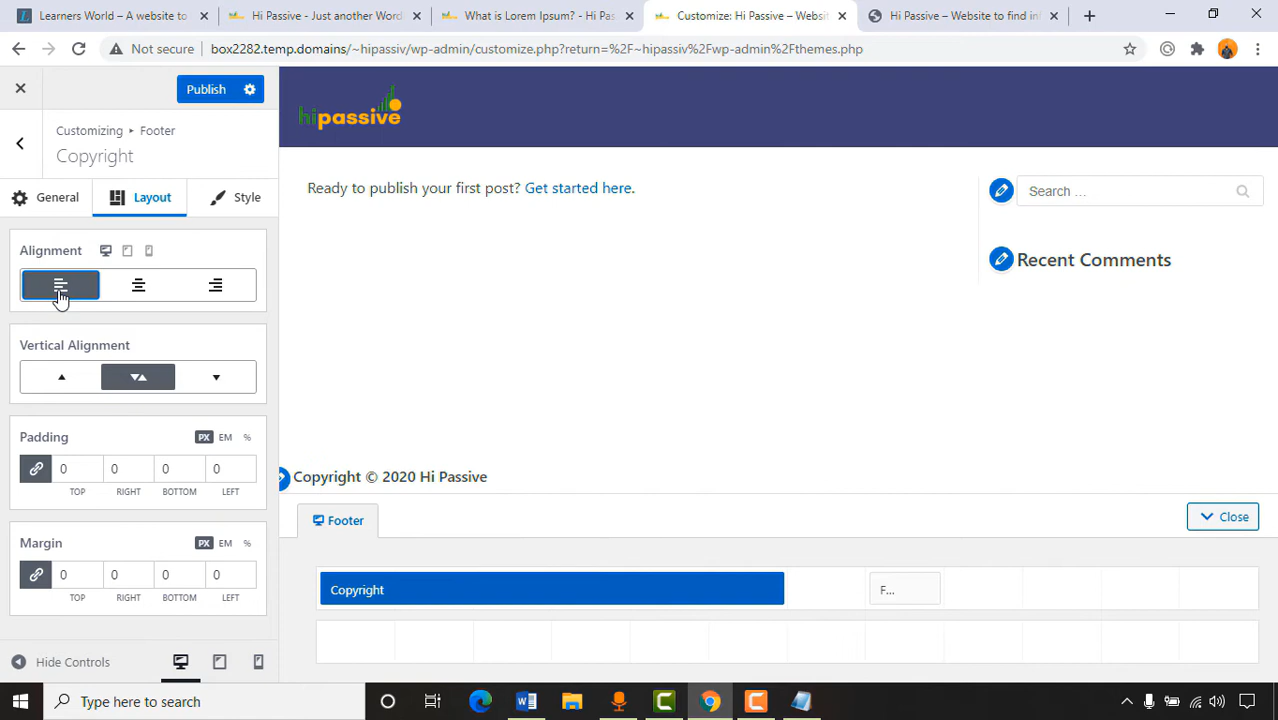 Learners World – A website to
Hi Passive - Just another Word
What is Lorem Ipsum? - Hi Pas
Customize: Hi Passive – Websit
Hi Passive – Website to find inf
Not secure
box2282.temp.domains/~hipassiv/wp-admin/customize.php?return=%2F~hipassiv%2Fwp-admin%2Fthemes.php
Publish
Customizing ▸ Footer
Copyright
General
Layout
Style
Alignment
Vertical Alignment
Padding
PX EM %
0 0 0 0
TOP RIGHT BOTTOM LEFT
Margin
PX EM %
0 0 0 0
TOP RIGHT BOTTOM LEFT
Hide Controls
hipassive
Ready to publish your first post? Get started here.
Search …
Recent Comments
Copyright © 2020 Hi Passive
Footer
Close
Copyright
F...
Type here to search